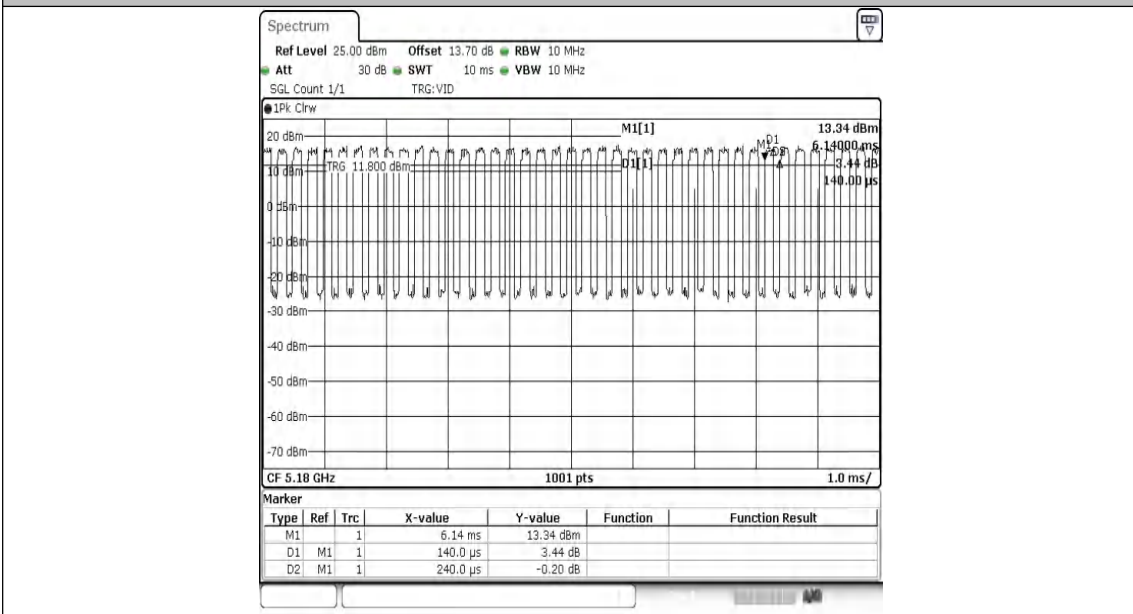 Spectrum
Ref Level 25.00 dBm Offset 13.70 dB RBW 10 MHz
Att 30 dB SWT 10 ms VBW 10 MHz
SGL Count 1/1 TRG:VID
1Pk Clrw
M1[1] 13.34 dBm
6.14000 ms
D1[1] 3.44 dB
140.00 µs
M1 D1
D2
20 dBm
10 dBm
TRG 11.800 dBm
0 dBm
-10 dBm
-20 dBm
-30 dBm
-40 dBm
-50 dBm
-60 dBm
-70 dBm
CF 5.18 GHz 1001 pts 1.0 ms/
Marker
Type Ref Trc X-value Y-value Function Function Result
M1 1 6.14 ms 13.34 dBm
D1 M1 1 140.0 µs 3.44 dB
D2 M1 1 240.0 µs -0.20 dB